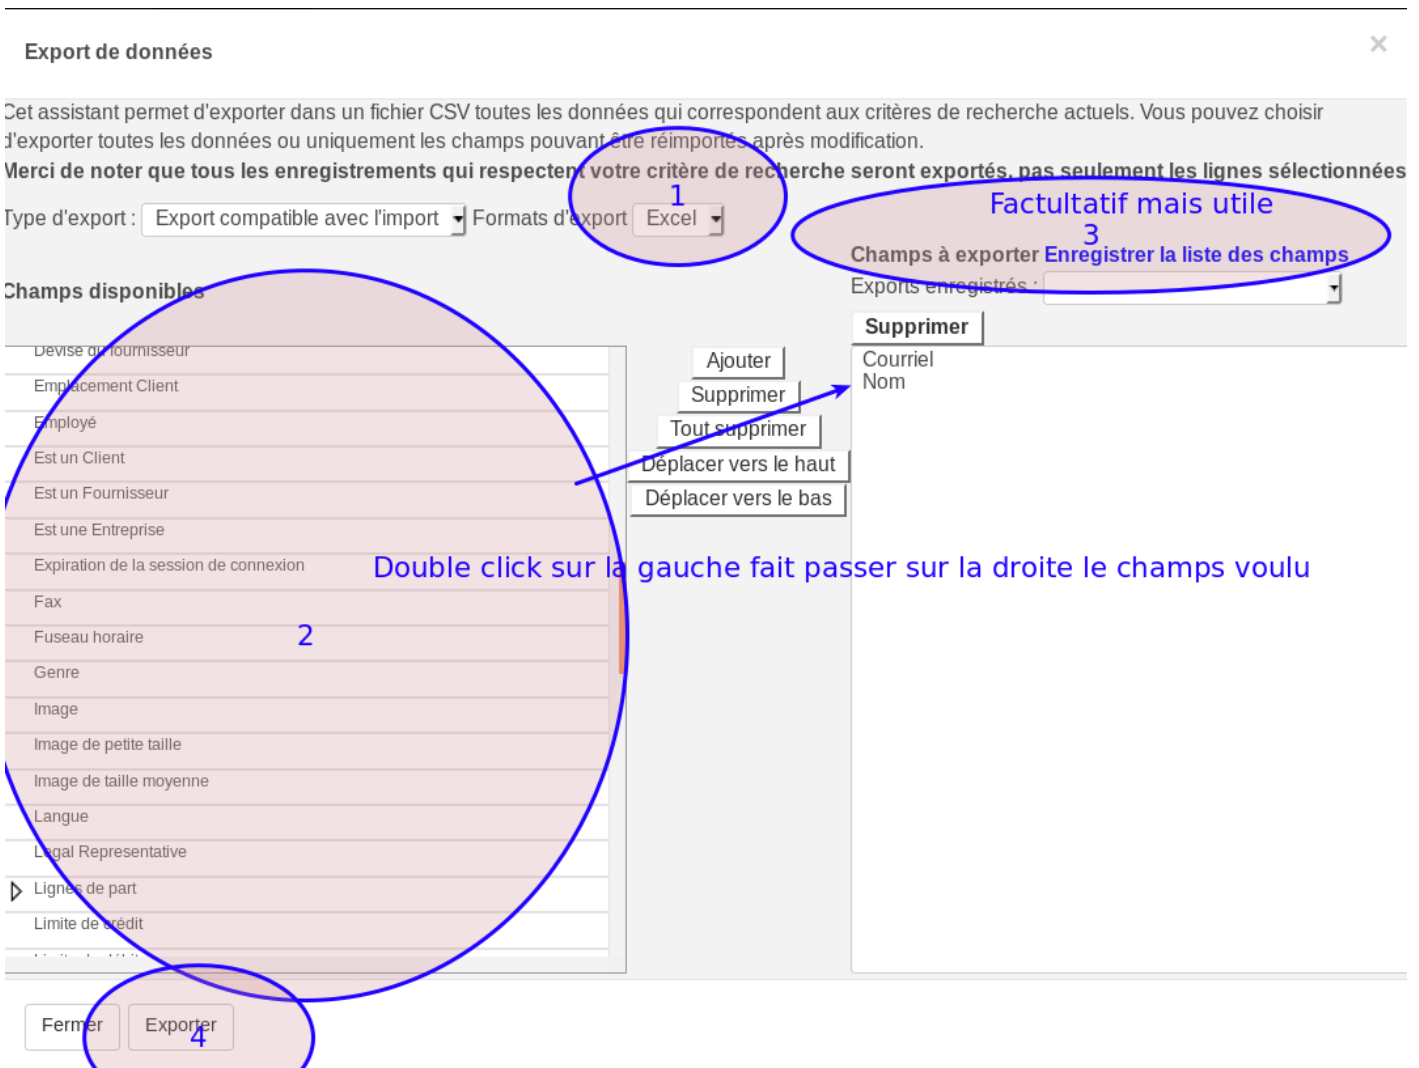 Export de données ×
Cet assistant permet d'exporter dans un fichier CSV toutes les données qui correspondent aux critères de recherche actuels. Vous pouvez choisir
d'exporter toutes les données ou uniquement les champs pouvant être réimportés après modification.
Merci de noter que tous les enregistrements qui respectent votre critère de recherche seront exportés, pas seulement les lignes sélectionnées
1
Type d'export : Export compatible avec l'import Formats d'export Excel
Factultatif mais utile
3
Champs à exporter Enregistrer la liste des champs
Exports enregistrés :
Champs disponibles
Supprimer
Devise du fournisseur
Emplacement Client
Employé
Est un Client
Est un Fournisseur
Est une Entreprise
Expiration de la session de connexion
Fax
Fuseau horaire
Genre
Image
Image de petite taille
Image de taille moyenne
Langue
Legal Representative
Lignes de part
Limite de crédit
2
Ajouter
Supprimer
Tout supprimer
Déplacer vers le haut
Déplacer vers le bas
Courriel
Nom
Double click sur la gauche fait passer sur la droite le champs voulu
Fermer Exporter
4